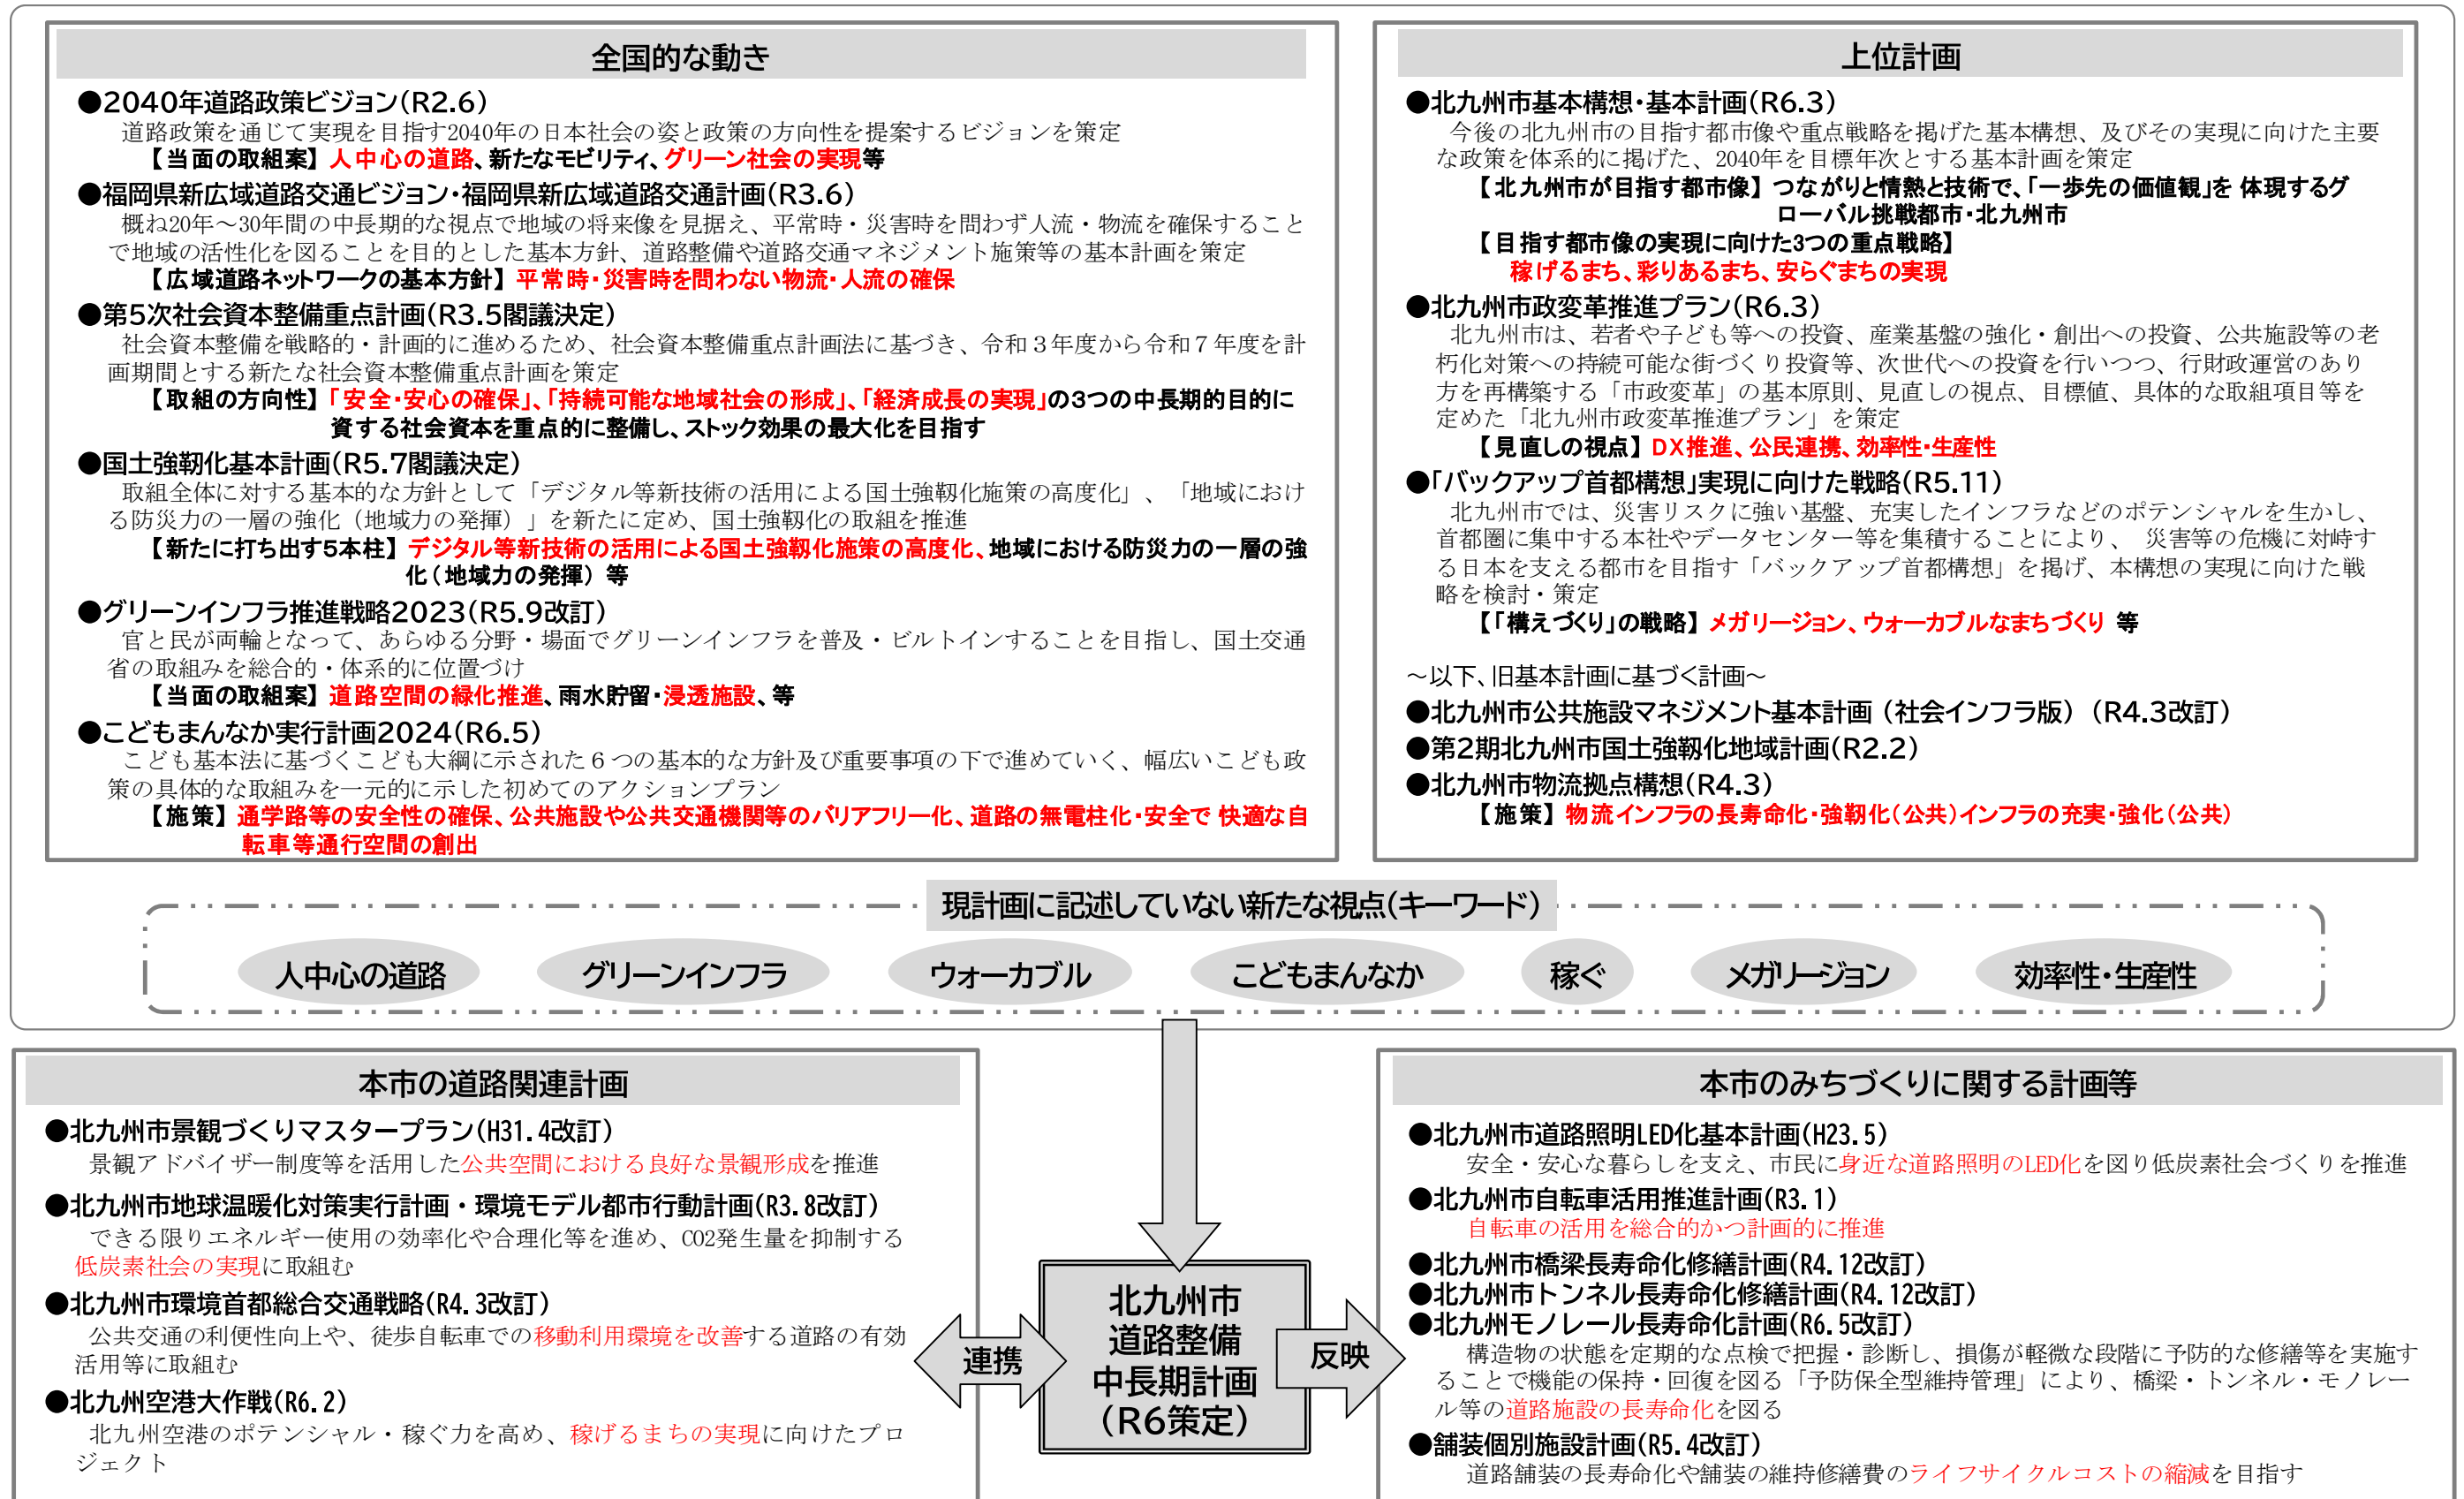 全国的な動き
●2040年道路政策ビジョン(R2.6)
道路政策を通じて実現を目指す2040年の日本社会の姿と政策の方向性を提案するビジョンを策定
【当面の取組案】人中心の道路、新たなモビリティ、グリーン社会の実現等
●福岡県新広域道路交通ビジョン・福岡県新広域道路交通計画(R3.6)
概ね20年～30年間の中長期的な視点で地域の将来像を見据え、平常時・災害時を問わず人流・物流を確保すること
で地域の活性化を図ることを目的とした基本方針、道路整備や道路交通マネジメント施策等の基本計画を策定
【広域道路ネットワークの基本方針】平常時・災害時を問わない物流・人流の確保
●第5次社会資本整備重点計画(R3.5閣議決定)
社会資本整備を戦略的・計画的に進めるため、社会資本整備重点計画法に基づき、令和３年度から令和７年度を計
画期間とする新たな社会資本整備重点計画を策定
【取組の方向性】「安全・安心の確保」、「持続可能な地域社会の形成」、「経済成長の実現」の3つの中長期的目的に
資する社会資本を重点的に整備し、ストック効果の最大化を目指す
●国土強靭化基本計画(R5.7閣議決定)
取組全体に対する基本的な方針として「デジタル等新技術の活用による国土強靭化施策の高度化」、「地域におけ
る防災力の一層の強化（地域力の発揮）」を新たに定め、国土強靱化の取組を推進
【新たに打ち出す5本柱】デジタル等新技術の活用による国土強靱化施策の高度化、地域における防災力の一層の強
化（地域力の発揮）等
●グリーンインフラ推進戦略2023(R5.9改訂)
官と民が両輪となって、あらゆる分野・場面でグリーンインフラを普及・ビルトインすることを目指し、国土交通
省の取組みを総合的・体系的に位置づけ
【当面の取組案】道路空間の緑化推進、雨水貯留・浸透施設、等
●こどもまんなか実行計画2024(R6.5)
こども基本法に基づくこども大綱に示された６つの基本的な方針及び重要事項の下で進めていく、幅広いこども政
策の具体的な取組みを一元的に示した初めてのアクションプラン
【施策】通学路等の安全性の確保、公共施設や公共交通機関等のバリアフリー化、道路の無電柱化・安全で 快適な自
転車等通行空間の創出
上位計画
●北九州市基本構想・基本計画(R6.3)
今後の北九州市の目指す都市像や重点戦略を掲げた基本構想、及びその実現に向けた主要
な政策を体系的に掲げた、2040年を目標年次とする基本計画を策定
【北九州市が目指す都市像】つながりと情熱と技術で、「一歩先の価値観」を 体現するグ
ローバル挑戦都市・北九州市
【目指す都市像の実現に向けた3つの重点戦略】
稼げるまち、彩りあるまち、安らぐまちの実現
●北九州市政変革推進プラン(R6.3)
北九州市は、若者や子ども等への投資、産業基盤の強化・創出への投資、公共施設等の老
朽化対策への持続可能な街づくり投資等、次世代への投資を行いつつ、行財政運営のあり
方を再構築する「市政変革」の基本原則、見直しの視点、目標値、具体的な取組項目等を
定めた「北九州市政変革推進プラン」を策定
【見直しの視点】DX推進、公民連携、効率性・生産性
●「バックアップ首都構想」実現に向けた戦略(R5.11)
北九州市では、災害リスクに強い基盤、充実したインフラなどのポテンシャルを生かし、
首都圏に集中する本社やデータセンター等を集積することにより、 災害等の危機に対峙す
る日本を支える都市を目指す「バックアップ首都構想」を掲げ、本構想の実現に向けた戦
略を検討・策定
【「構えづくり」の戦略】メガリージョン、ウォーカブルなまちづくり 等
～以下、旧基本計画に基づく計画～
●北九州市公共施設マネジメント基本計画（社会インフラ版）（R4.3改訂）
●第2期北九州市国土強靱化地域計画(R2.2)
●北九州市物流拠点構想(R4.3)
【施策】物流インフラの長寿命化・強靭化（公共）インフラの充実・強化（公共）
現計画に記述していない新たな視点(キーワード)
人中心の道路
グリーンインフラ
ウォーカブル
こどもまんなか
稼ぐ
メガリージョン
効率性・生産性
本市の道路関連計画
●北九州市景観づくりマスタープラン(H31.4改訂)
景観アドバイザー制度等を活用した公共空間における良好な景観形成を推進
●北九州市地球温暖化対策実行計画・環境モデル都市行動計画(R3.8改訂)
できる限りエネルギー使用の効率化や合理化等を進め、CO2発生量を抑制する
低炭素社会の実現に取組む
●北九州市環境首都総合交通戦略(R4.3改訂)
公共交通の利便性向上や、徒歩自転車での移動利用環境を改善する道路の有効
活用等に取組む
●北九州空港大作戦(R6.2)
北九州空港のポテンシャル・稼ぐ力を高め、稼げるまちの実現に向けたプロ
ジェクト
連携
北九州市
道路整備
中長期計画
(R6策定)
反映
本市のみちづくりに関する計画等
●北九州市道路照明LED化基本計画(H23.5)
安全・安心な暮らしを支え、市民に身近な道路照明のLED化を図り低炭素社会づくりを推進
●北九州市自転車活用推進計画(R3.1)
自転車の活用を総合的かつ計画的に推進
●北九州市橋梁長寿命化修繕計画(R4.12改訂)
●北九州市トンネル長寿命化修繕計画(R4.12改訂)
●北九州モノレール長寿命化計画(R6.5改訂)
構造物の状態を定期的な点検で把握・診断し、損傷が軽微な段階に予防的な修繕等を実施す
ることで機能の保持・回復を図る「予防保全型維持管理」により、橋梁・トンネル・モノレー
ル等の道路施設の長寿命化を図る
●舗装個別施設計画(R5.4改訂)
道路舗装の長寿命化や舗装の維持修繕費のライフサイクルコストの縮減を目指す